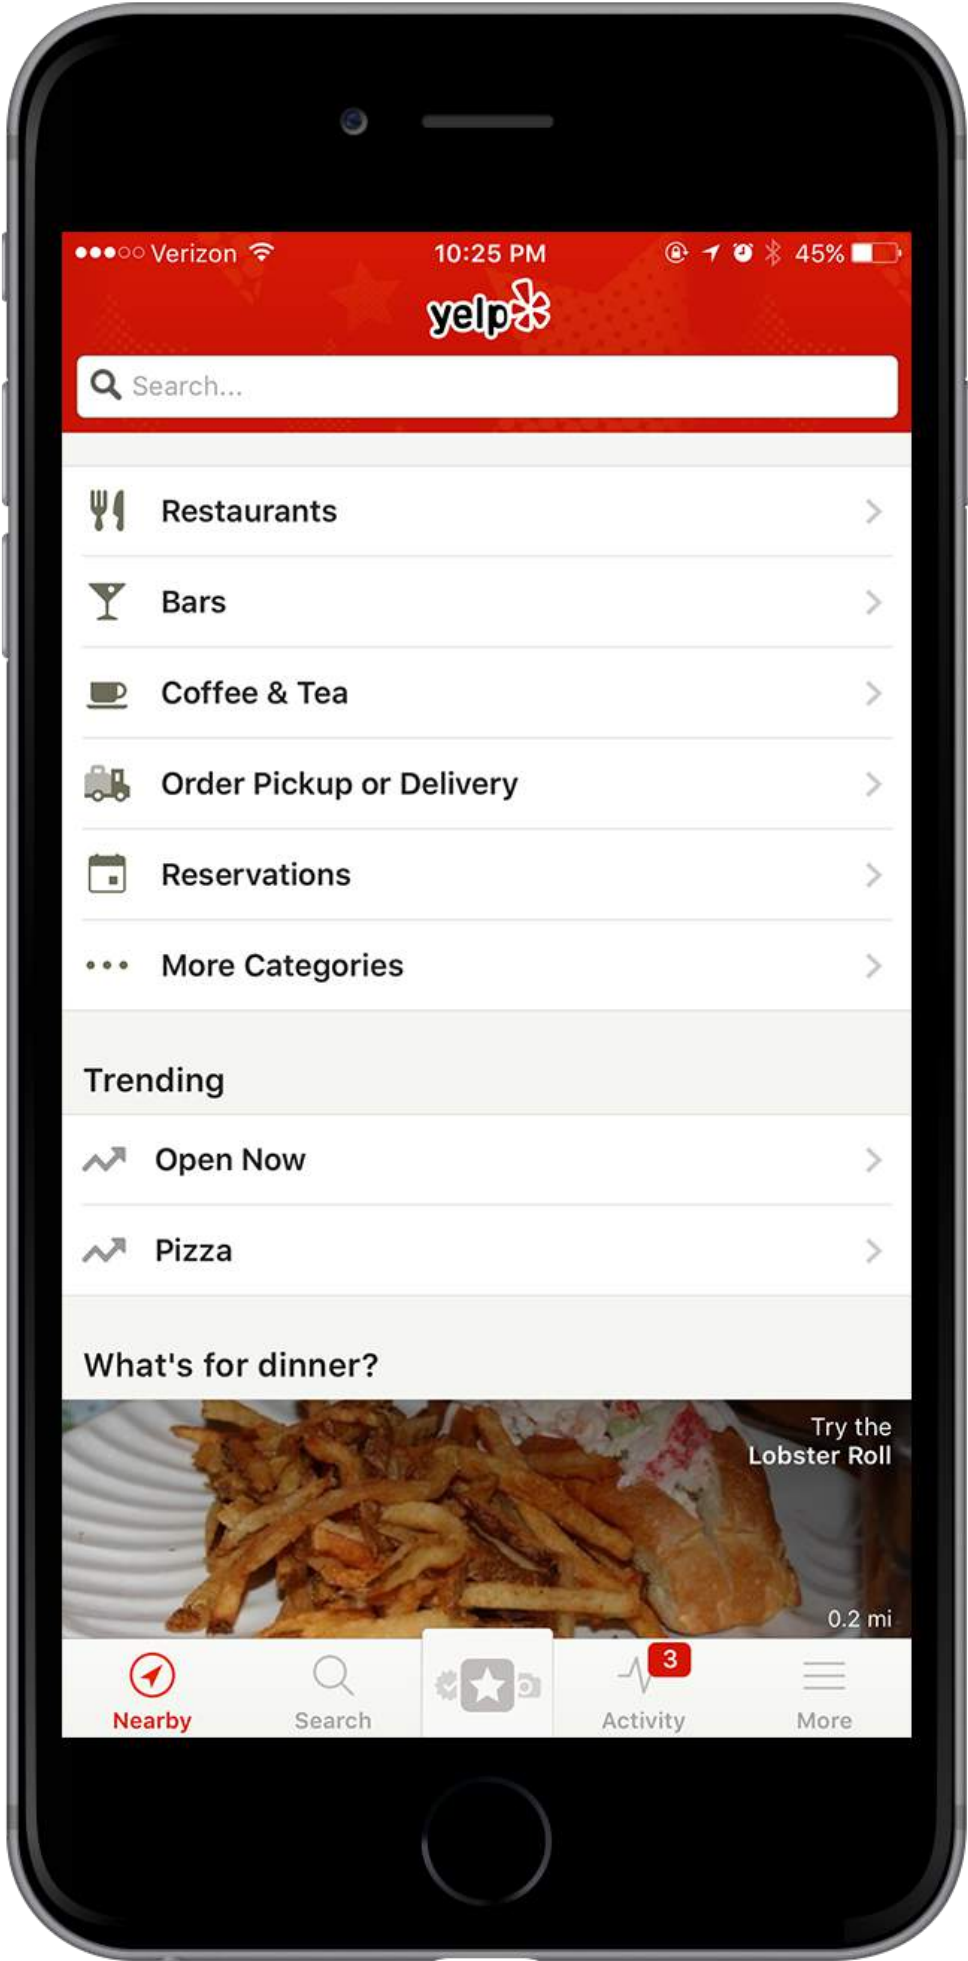 Verizon 10:25 PM 45%
yelp
Search...
Restaurants
Bars
Coffee & Tea
Order Pickup or Delivery
Reservations
More Categories
Trending
Open Now
Pizza
What's for dinner?
Try the
Lobster Roll
0.2 mi
3
Nearby Search Activity More